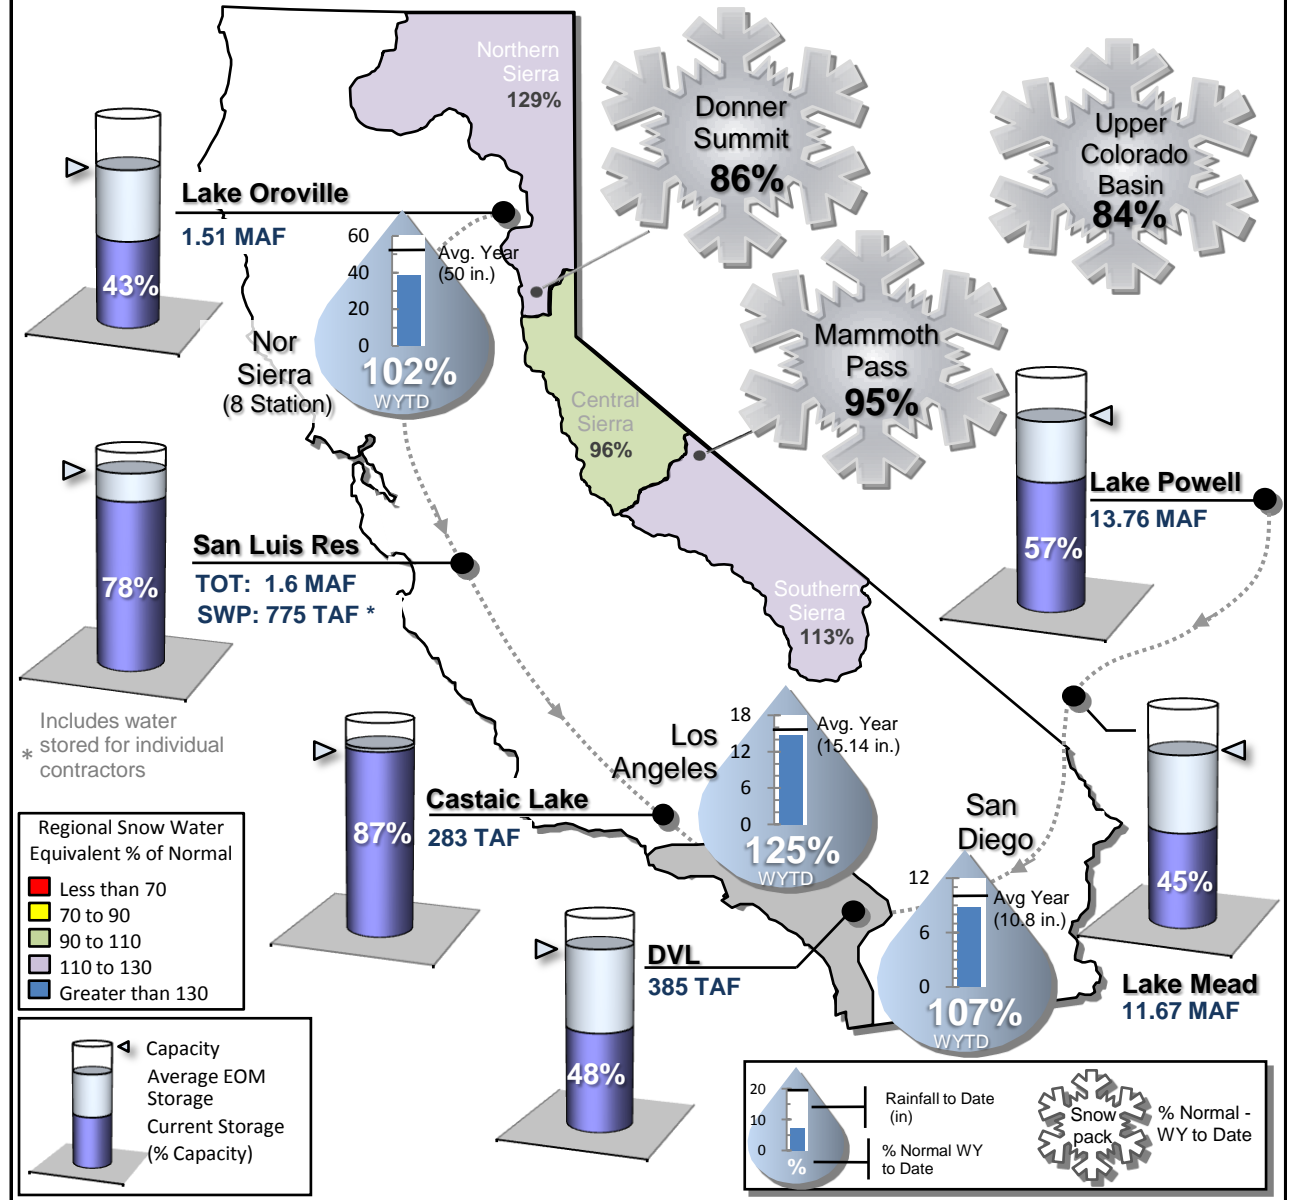 Northern
Sierra
129%
Donner
Summit
86%
Upper
Colorado
Basin
84%
Lake Oroville
1.51 MAF
43%
60
40
20
0
Avg. Year
(50 in.)
102%
WYTD
Nor
Sierra
(8 Station)
Mammoth
Pass
95%
Central
Sierra
96%
Lake Powell
13.76 MAF
57%
San Luis Res
TOT: 1.6 MAF
SWP: 775 TAF *
78%
Southern
Sierra
113%
* Includes water
stored for individual
contractors
Los
Angeles
18
12
6
0
Avg. Year
(15.14 in.)
125%
WYTD
Castaic Lake
283 TAF
87%
San
Diego
12
6
0
Avg Year
(10.8 in.)
107%
WYTD
45%
Lake Mead
11.67 MAF
DVL
385 TAF
48%
Regional Snow Water
Equivalent % of Normal
Less than 70
70 to 90
90 to 110
110 to 130
Greater than 130
Capacity
Average EOM
Storage
Current Storage
(% Capacity)
20
10
0
%
Rainfall to Date
(in)
% Normal WY
to Date
Snow
pack
% Normal -
WY to Date